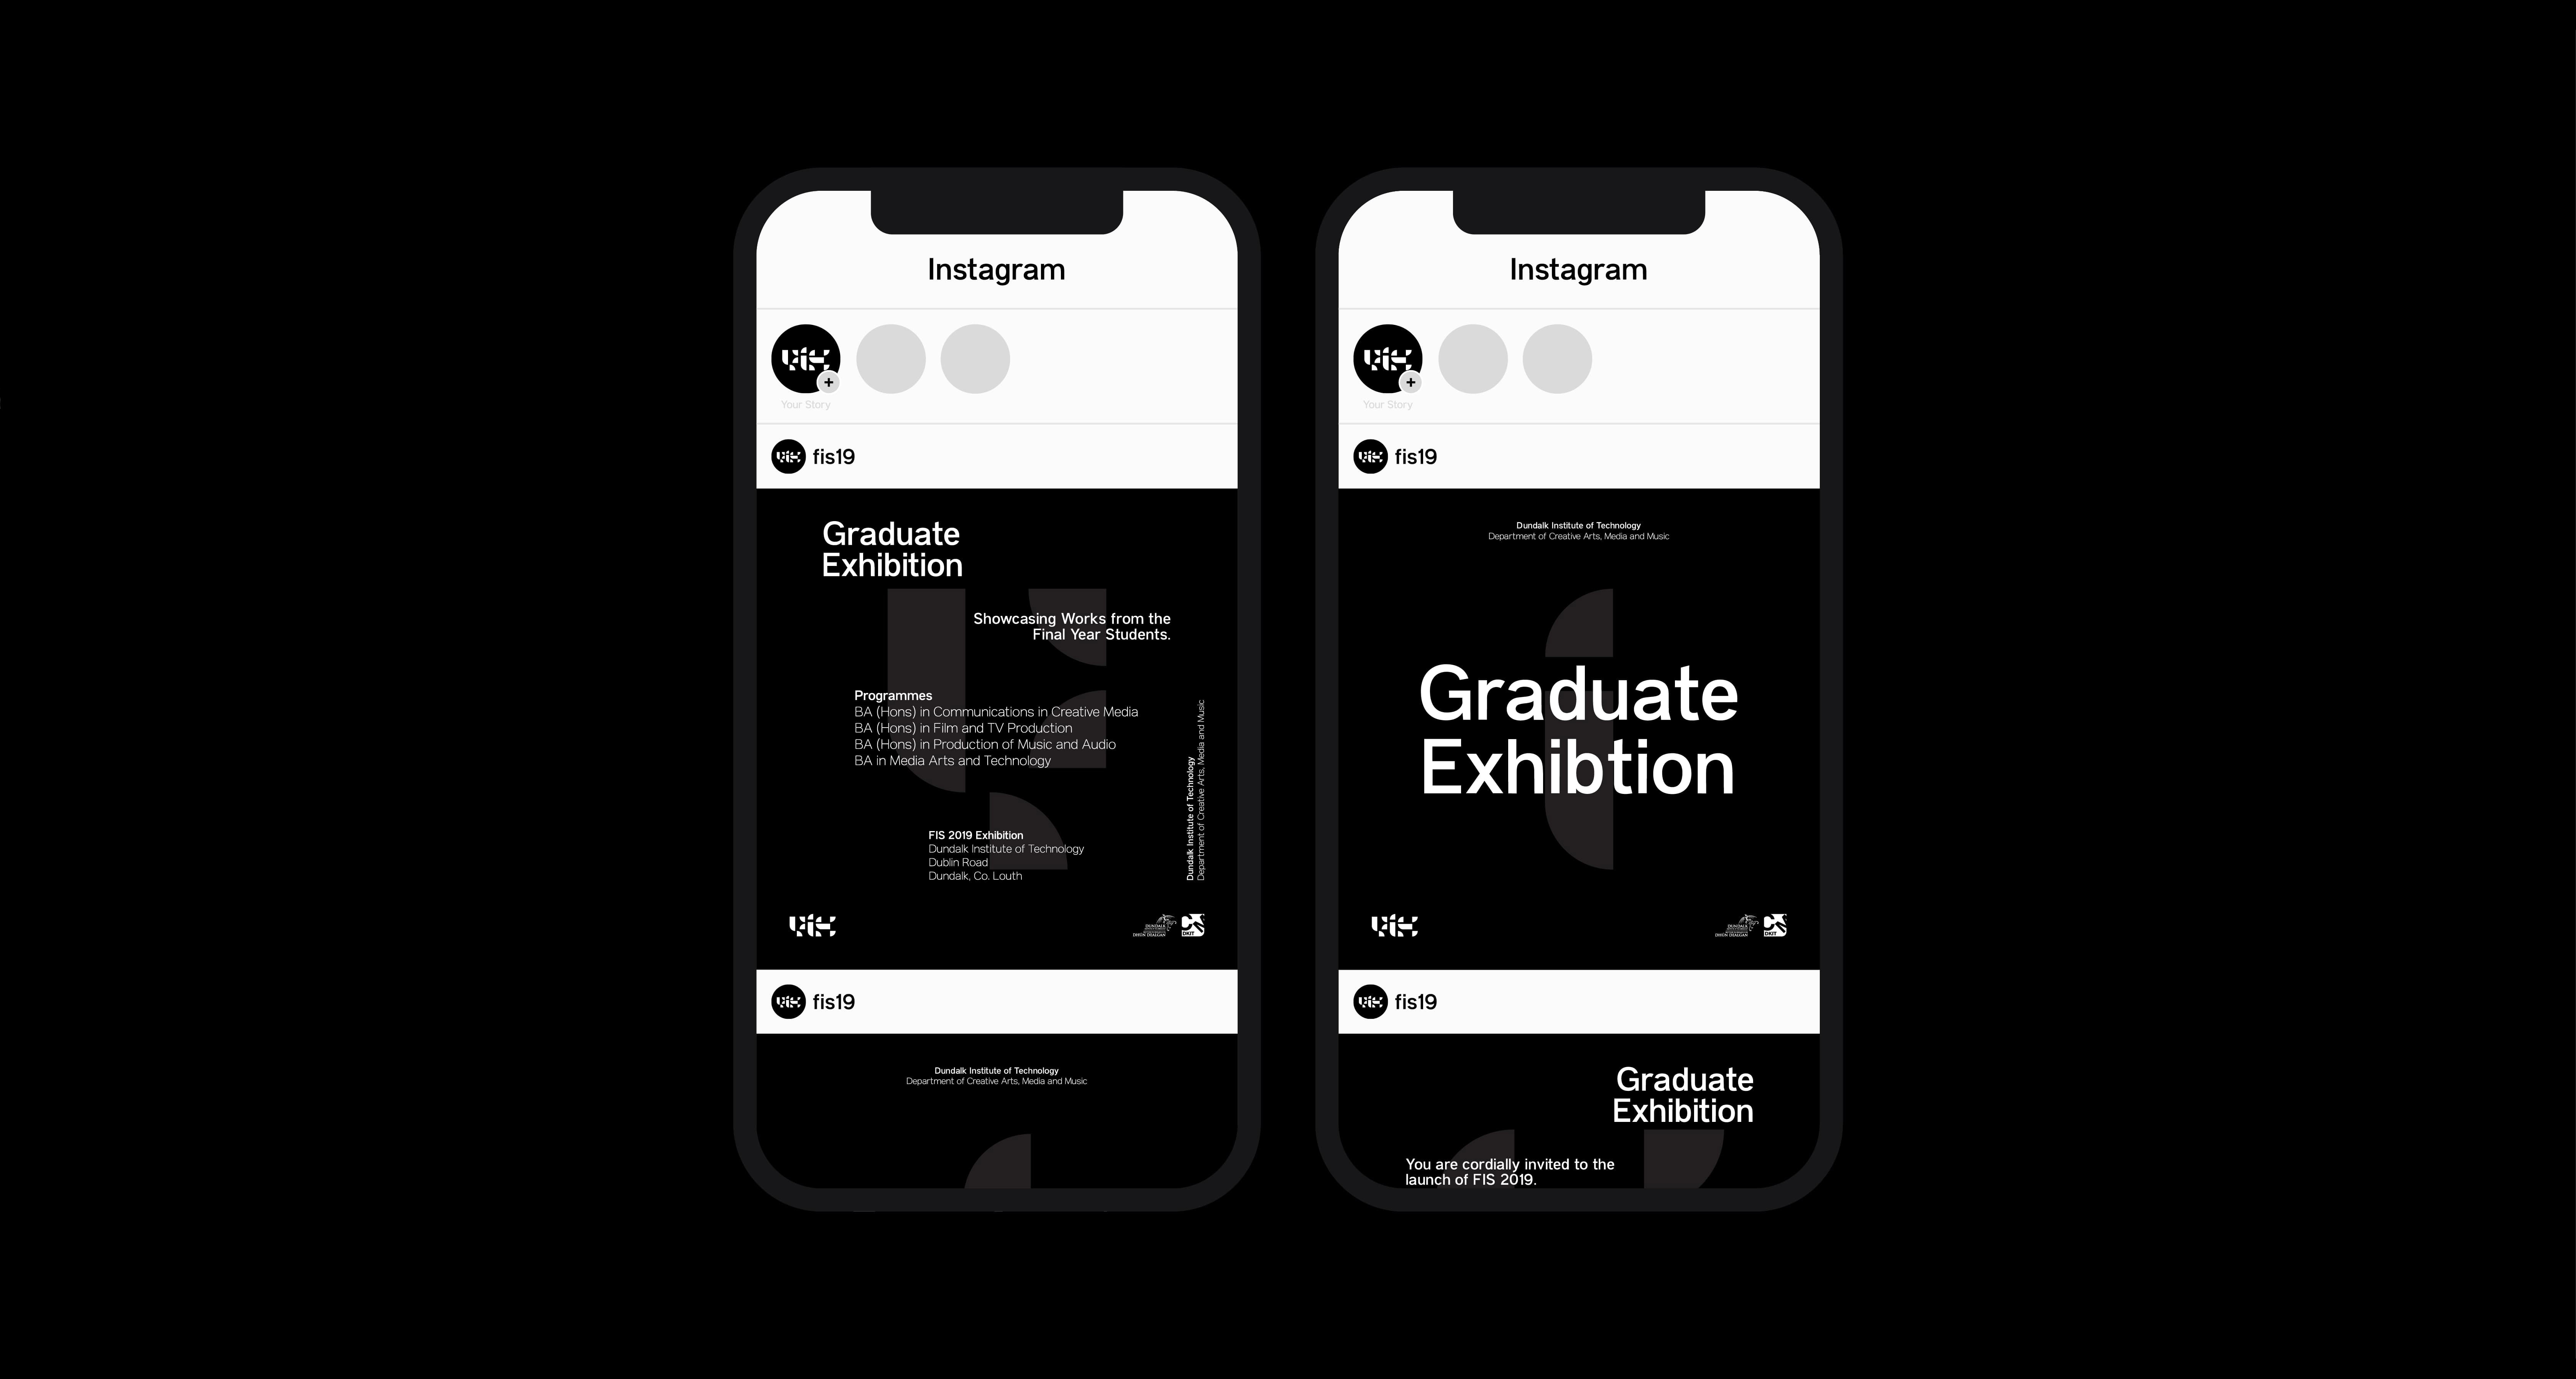 Instagram
+
Your Story
fis19
Graduate
Exhibition
Showcasing Works from the
Final Year Students.
Programmes
BA (Hons) in Communications in Creative Media
BA (Hons) in Film and TV Production
BA (Hons) in Production of Music and Audio
BA in Media Arts and Technology
Dundalk Institute of Technology
Department of Creative Arts, Media and Music
FIS 2019 Exhibition
Dundalk Institute of Technology
Dublin Road
Dundalk, Co. Louth
DKIT
fis19
Dundalk Institute of Technology
Department of Creative Arts, Media and Music
Instagram
+
Your Story
fis19
Dundalk Institute of Technology
Department of Creative Arts, Media and Music
Graduate
Exhibtion
DKIT
fis19
Graduate
Exhibition
You are cordially invited to the
launch of FIS 2019.